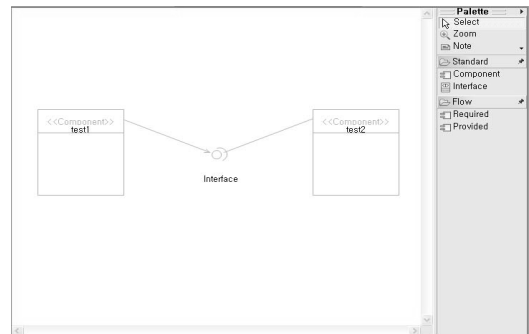 <<Component>>
test1
<<Component>>
test2
Interface
Palette
Select
Zoom
Note
Standard
Component
Interface
Flow
Required
Provided